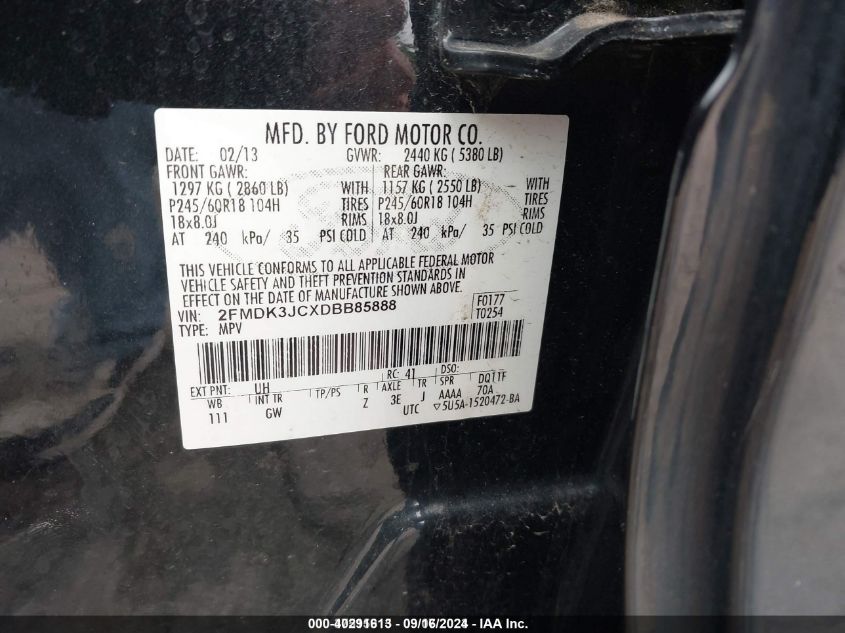 MFD. BY FORD MOTOR CO.
DATE: 02/13 GVWR: 2440 KG ( 5380 LB)
FRONT GAWR: REAR GAWR:
1297 KG ( 2860 LB) WITH 1157 KG ( 2550 LB) WITH
P245/60R18 104H TIRES P245/60R18 104H TIRES
18x8.0J RIMS 18x8.0J RIMS
AT 240 kPa/ 35 PSI COLD AT 240 kPa/ 35 PSI COLD
THIS VEHICLE CONFORMS TO ALL APPLICABLE FEDERAL MOTOR
VEHICLE SAFETY AND THEFT PREVENTION STANDARDS IN
EFFECT ON THE DATE OF MANUFACTURE SHOWN ABOVE.
VIN: 2FMDK3JCXDBB85888 F0177
TYPE: MPV T0254
EXT PNT: UH RC: 41 DSO:
WB INT TR TP/PS R AXLE TR SPR DQ11F
111 GW Z 3E J AAAA 70A
UTC ▽5U5A-1520472-BA
09/16/2024 - IAA Inc.